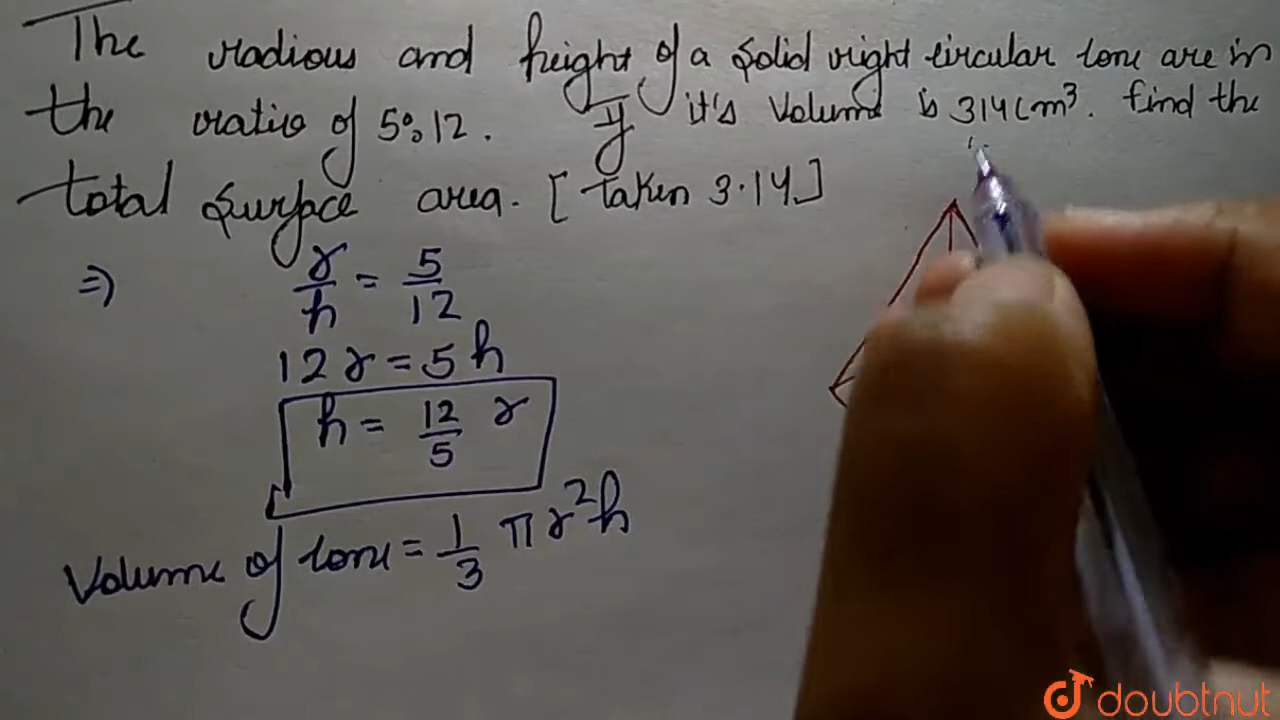 The radious and height of a Solid right circular cone are in
the ratio of 5:12. If it's Volume is 314cm³. Find the
total Surface area. [Taken 3.14]
⇒ r/h = 5/12
12r = 5h
h = 12/5 r
Volume of cone = 1/3 πr²h
doubtnut